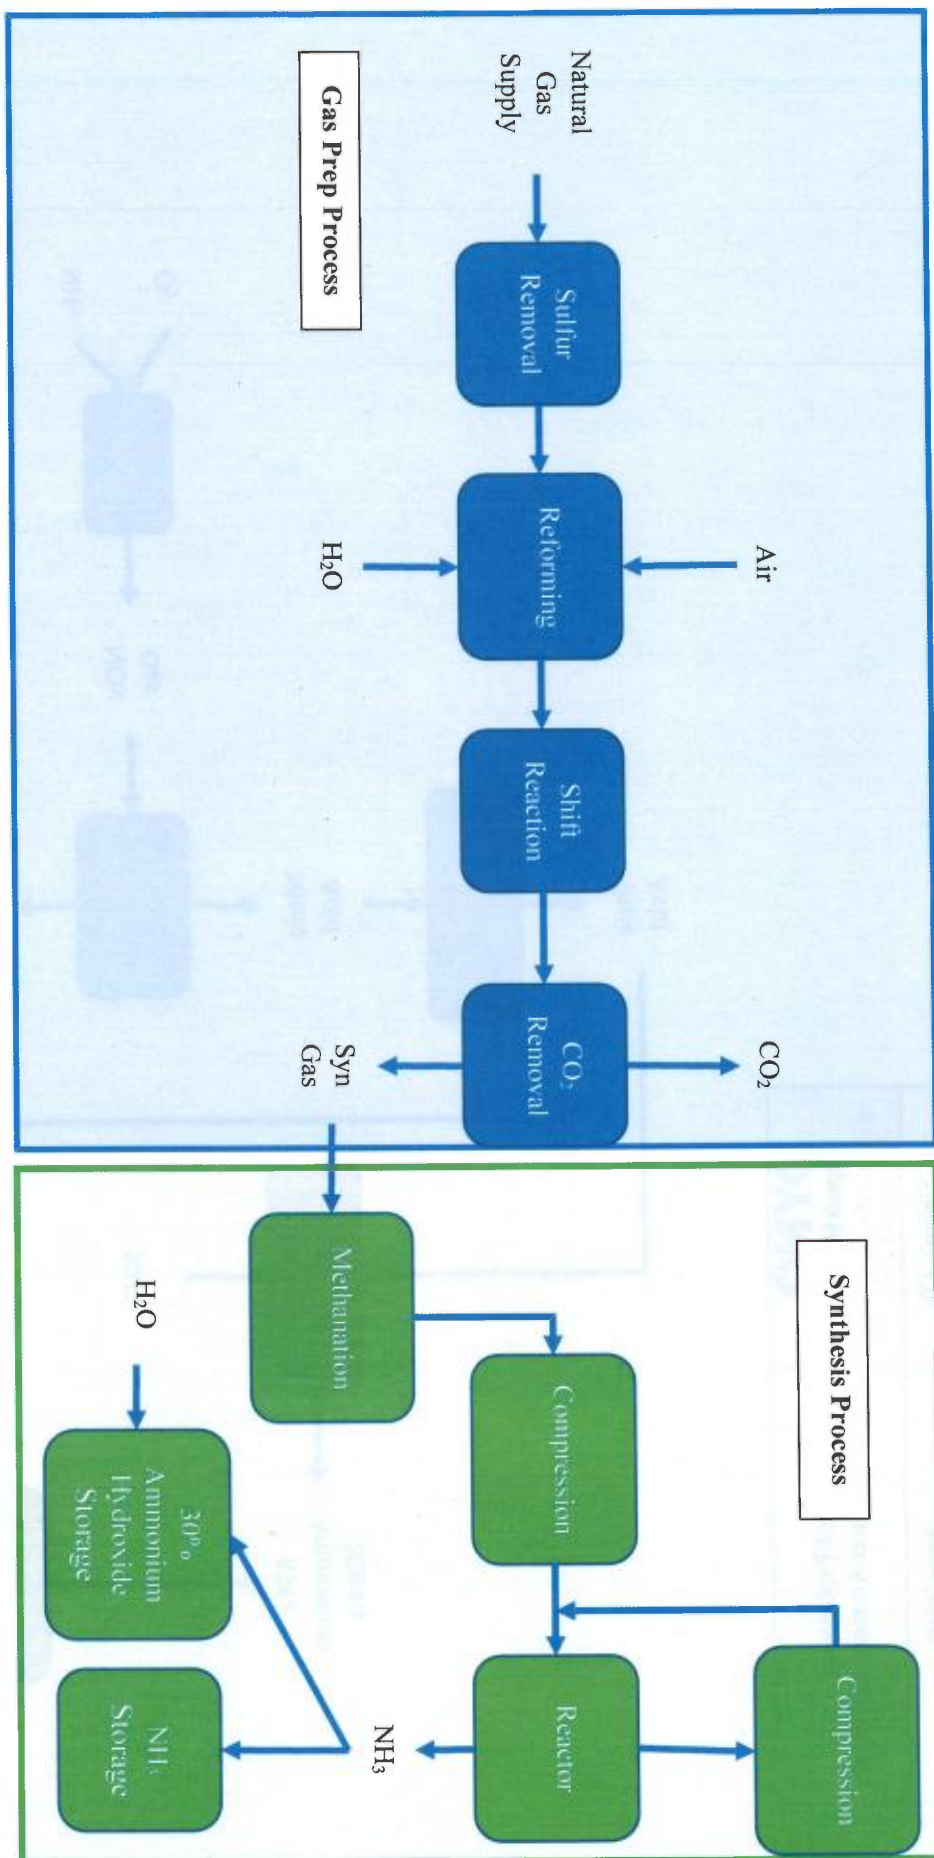 Natural
Gas
Supply
Gas Prep Process
Sulfur
Removal
Air
Reforming
H₂O
Shift
Reaction
CO₂
CO₂
Removal
Syn
Gas
Synthesis Process
Methanation
Compression
Compression
Reactor
NH₃
H₂O
30%
Ammonium
Hydroxide
Storage
NH₃
Storage